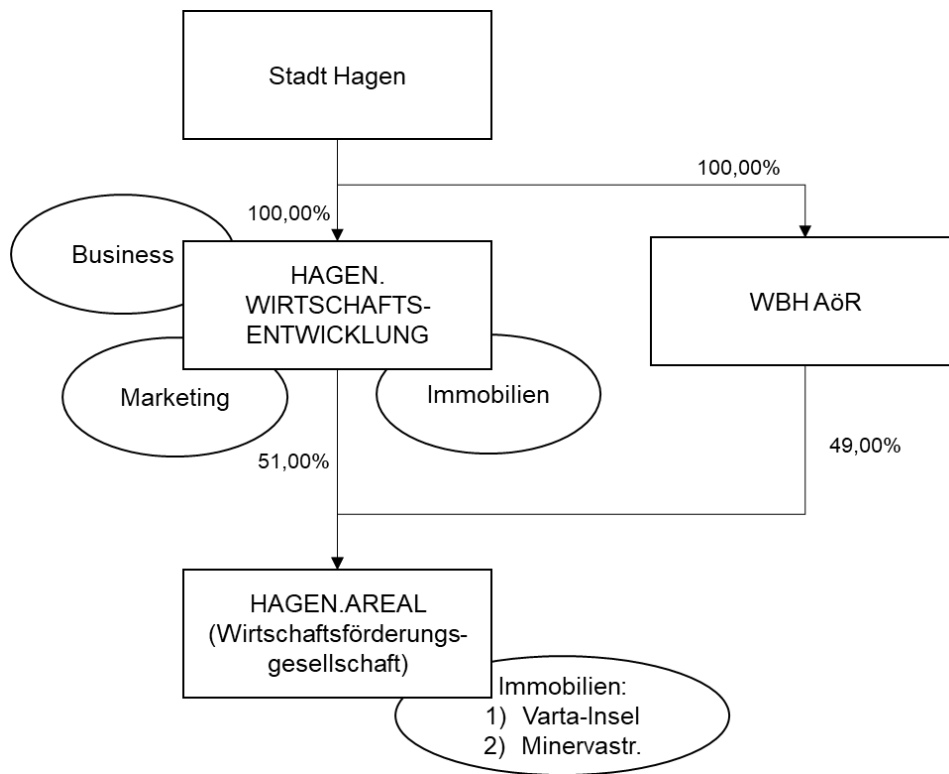 Stadt Hagen
100,00%
100,00%
Business
HAGEN.
WIRTSCHAFTS-
ENTWICKLUNG
WBH AöR
Marketing
Immobilien
51,00%
49,00%
HAGEN.AREAL
(Wirtschaftsförderungs-
gesellschaft)
Immobilien:
1) Varta-Insel
2) Minervastr.